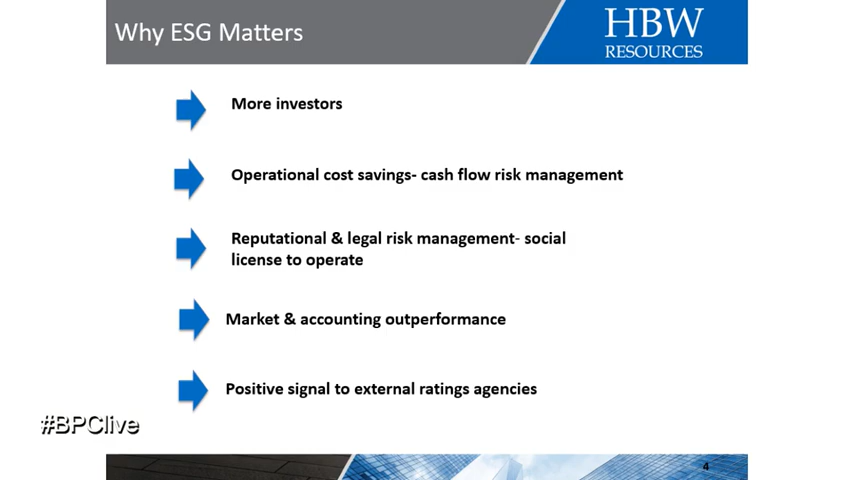 Why ESG Matters
HBW
RESOURCES
More investors
Operational cost savings- cash flow risk management
Reputational & legal risk management- social
license to operate
Market & accounting outperformance
Positive signal to external ratings agencies
#BPClive
4